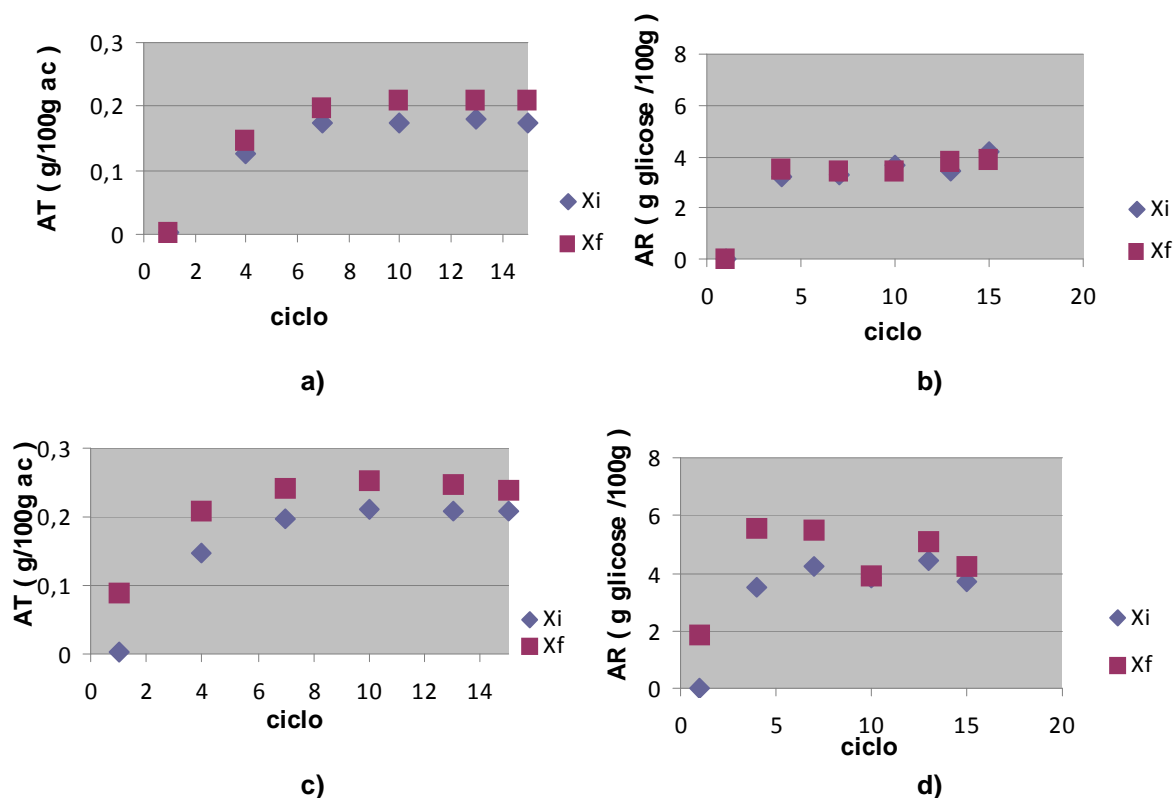 AT ( g/100g ac )
0,3
0,2
0,1
0
0 2 4 6 8 10 12 14
ciclo
Xi
Xf
a)
AR ( g glicose /100g)
8
6
4
2
0
0 5 10 15 20
ciclo
Xi
Xf
b)
AT ( g/100g ac )
0,3
0,2
0,1
0
0 2 4 6 8 10 12 14
ciclo
Xi
Xf
c)
AR ( g glicose /100g)
8
6
4
2
0
0 5 10 15 20
ciclo
Xi
Xf
d)